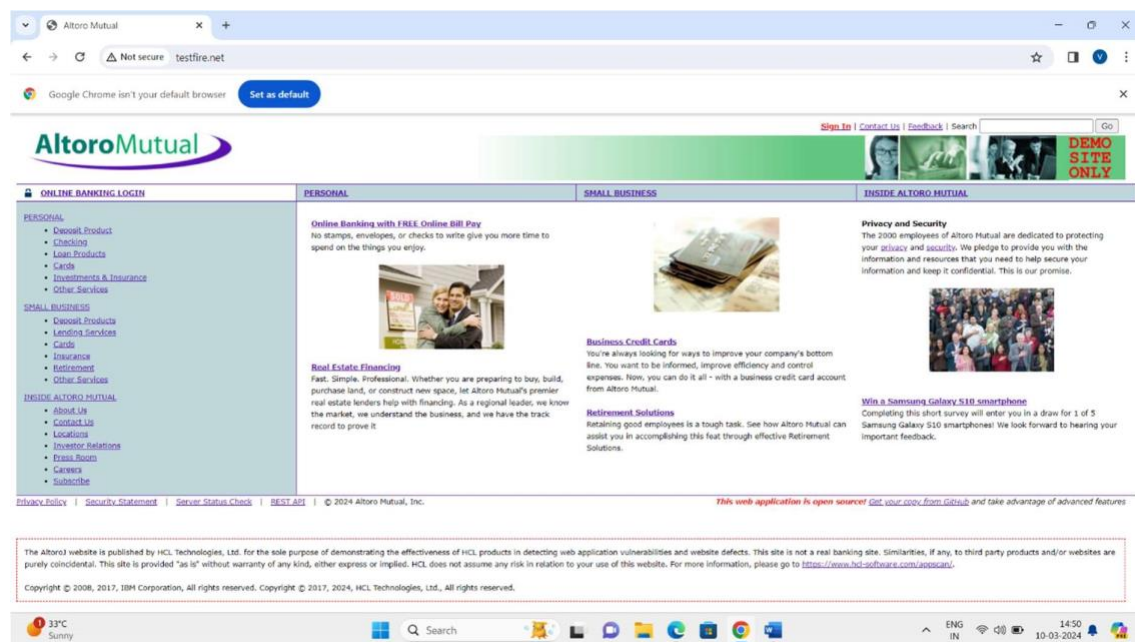 Altoro Mutual
Not secure testfire.net
V
Google Chrome isn't your default browser Set as default
Sign In | Contact Us | Feedback | Search Go
AltoroMutual
DEMO
SITE
ONLY
ONLINE BANKING LOGIN
PERSONAL
SMALL BUSINESS
INSIDE ALTORO MUTUAL
PERSONAL
Deposit Product
Checking
Loan Products
Cards
Investments & Insurance
Other Services
SMALL BUSINESS
Deposit Products
Lending Services
Cards
Insurance
Retirement
Other Services
INSIDE ALTORO MUTUAL
About Us
Contact Us
Locations
Investor Relations
Press Room
Careers
Subscribe
Online Banking with FREE Online Bill Pay
No stamps, envelopes, or checks to write give you more time to
spend on the things you enjoy.
SOLD
Real Estate Financing
Fast. Simple. Professional. Whether you are preparing to buy, build,
purchase land, or construct new space, let Altoro Mutual's premier
real estate lenders help with financing. As a regional leader, we know
the market, we understand the business, and we have the track
record to prove it
Business Credit Cards
You're always looking for ways to improve your company's bottom
line. You want to be informed, improve efficiency and control
expenses. Now, you can do it all - with a business credit card account
from Altoro Mutual.
Retirement Solutions
Retaining good employees is a tough task. See how Altoro Mutual can
assist you in accomplishing this feat through effective Retirement
Solutions.
Privacy and Security
The 2000 employees of Altoro Mutual are dedicated to protecting
your privacy and security. We pledge to provide you with the
information and resources that you need to help secure your
information and keep it confidential. This is our promise.
Win a Samsung Galaxy S10 smartphone
Completing this short survey will enter you in a draw for 1 of 5
Samsung Galaxy S10 smartphones! We look forward to hearing your
important feedback.
Privacy Policy | Security Statement | Server Status Check | REST API | © 2024 Altoro Mutual, Inc.
This web application is open source! Get your copy from GitHub and take advantage of advanced features
The AltoroJ website is published by HCL Technologies, Ltd. for the sole purpose of demonstrating the effectiveness of HCL products in detecting web application vulnerabilities and website defects. This site is not a real banking site. Similarities, if any, to third party products and/or websites are
purely coincidental. This site is provided "as is" without warranty of any kind, either express or implied. HCL does not assume any risk in relation to your use of this website. For more information, please go to https://www.hcl-software.com/appscan/.
Copyright © 2008, 2017, IBM Corporation, All rights reserved. Copyright © 2017, 2024, HCL Technologies, Ltd., All rights reserved.
1
33°C
Sunny
Search
ENG
IN
14:50
10-03-2024